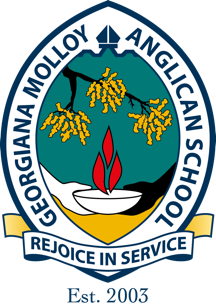 GEORGIANA MOLLOY ANGLICAN SCHOOL
REJOICE IN SERVICE
Est. 2003